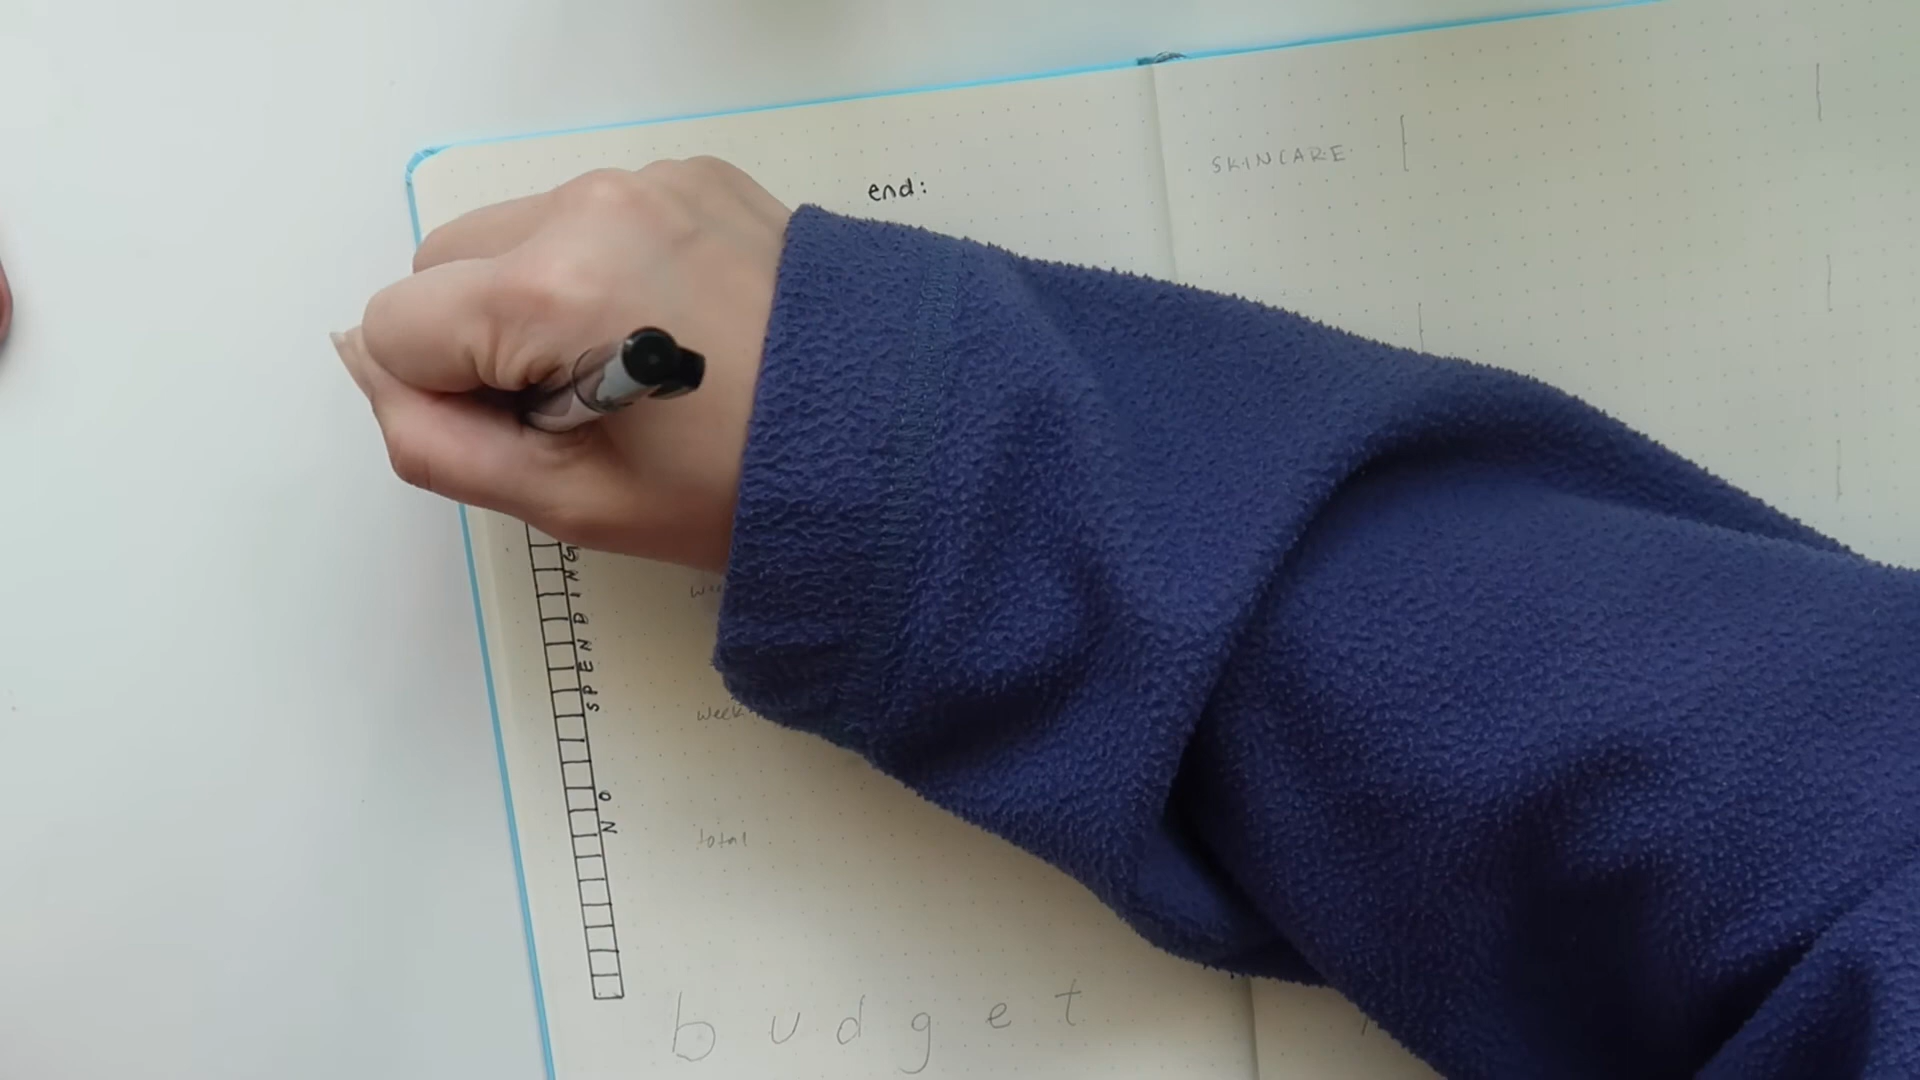 end:
SKINCARE
NO SPENDING
week
total
budget